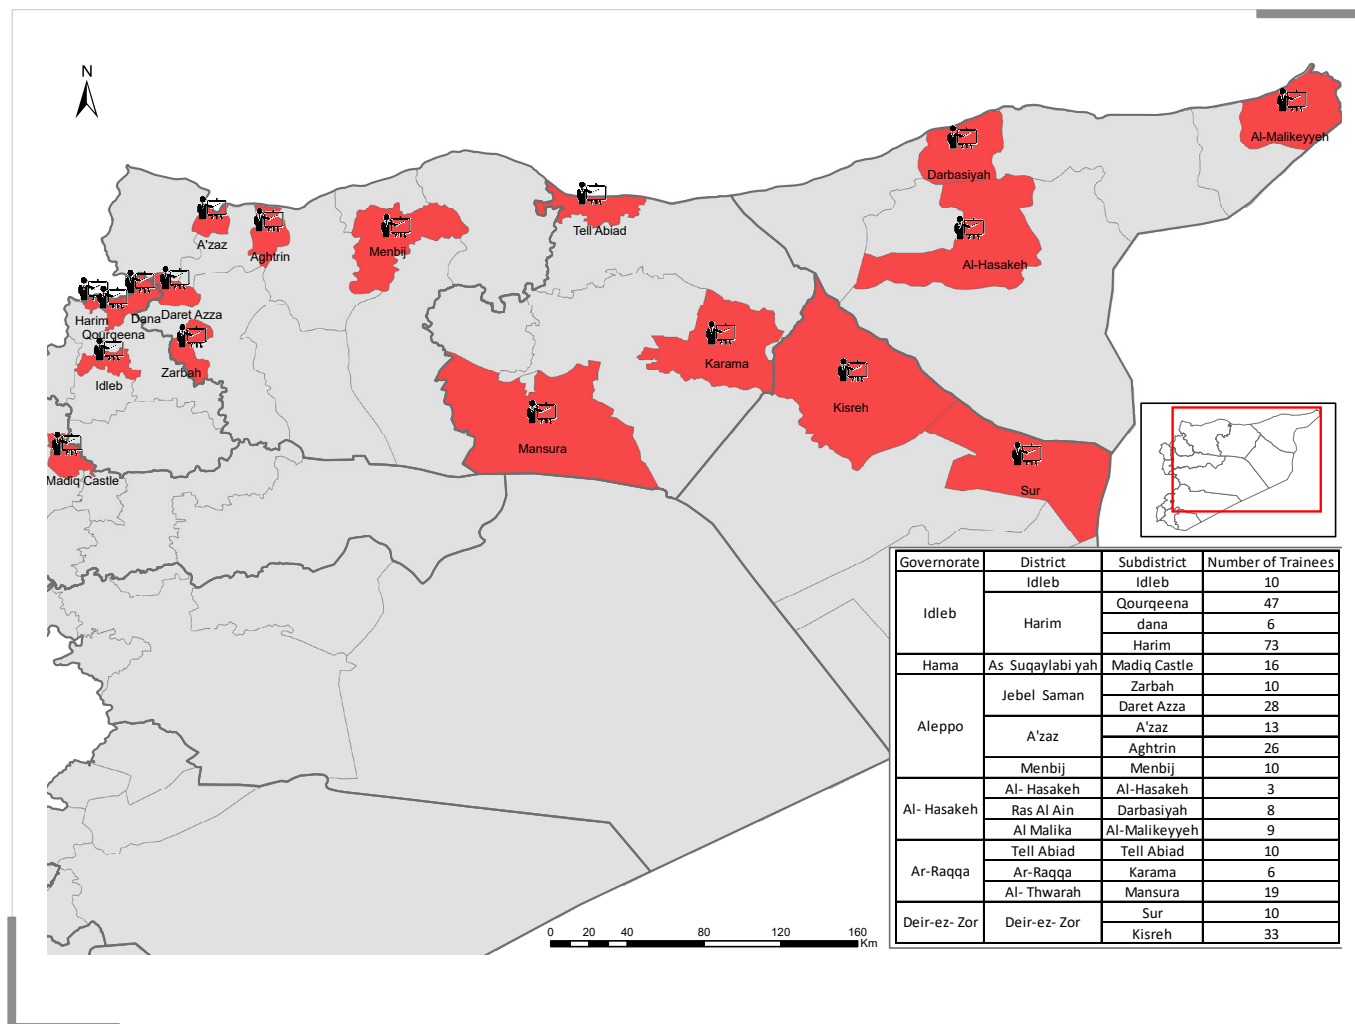 N
Al-Malikeyyeh
Darbasiyah
Tell Abiad
A'zaz
Aghtrin
Menbij
Al-Hasakeh
Harim
Dana
Daret Azza
Qourqeena
Idleb
Zarbah
Karama
Kisreh
Mansura
Madiq Castle
Sur
0 20 40 80 120 160
Km
Governorate District Subdistrict Number of Trainees
Idleb Idleb Idleb 10
Harim Qourqeena 47
dana 6
Harim 73
Hama As Suqaylabi yah Madiq Castle 16
Aleppo Jebel Saman Zarbah 10
Daret Azza 28
A'zaz A'zaz 13
Aghtrin 26
Menbij Menbij 10
Al- Hasakeh Al- Hasakeh Al-Hasakeh 3
Ras Al Ain Darbasiyah 8
Al Malika Al-Malikeyyeh 9
Ar-Raqqa Tell Abiad Tell Abiad 10
Ar-Raqqa Karama 6
Al- Thwarah Mansura 19
Deir-ez- Zor Deir-ez- Zor Sur 10
Kisreh 33